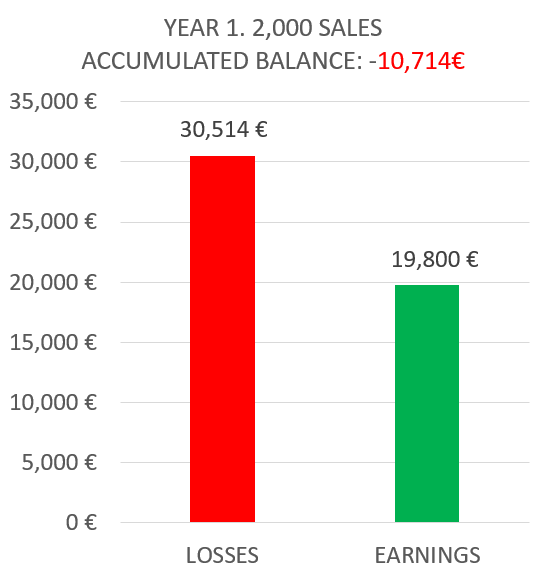 YEAR 1. 2,000 SALES
ACCUMULATED BALANCE: -10,714€
35,000 €
30,514 €
30,000 €
25,000 €
19,800 €
20,000 €
15,000 €
10,000 €
5,000 €
0 €
LOSSES
EARNINGS